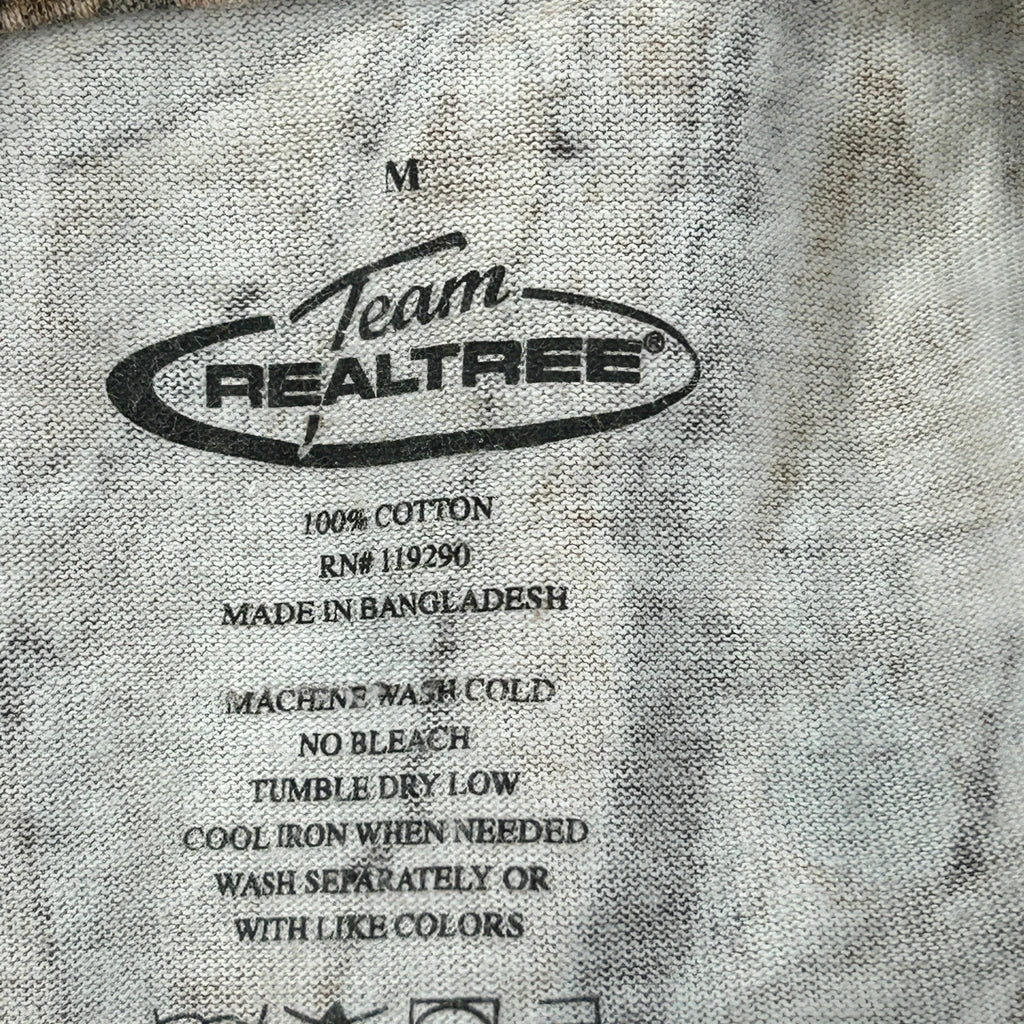 M
Team
REALTREE®
100% COTTON
RN# 119290
MADE IN BANGLADESH
MACHINE WASH COLD
NO BLEACH
TUMBLE DRY LOW
COOL IRON WHEN NEEDED
WASH SEPARATELY OR
WITH LIKE COLORS